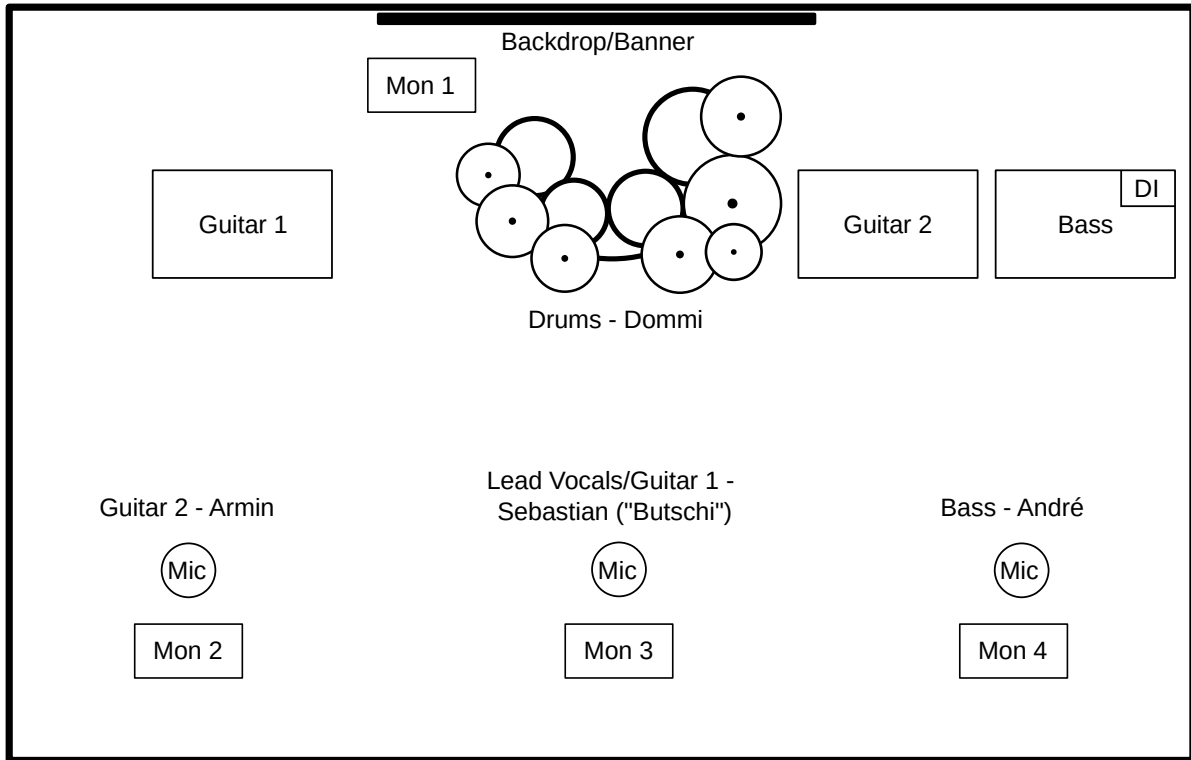 Backdrop/Banner
Mon 1
Guitar 1
Guitar 2
Bass
DI
Drums - Dommi
Guitar 2 - Armin
Lead Vocals/Guitar 1 -
Sebastian ("Butschi")
Bass - André
Mic
Mic
Mic
Mon 2
Mon 3
Mon 4